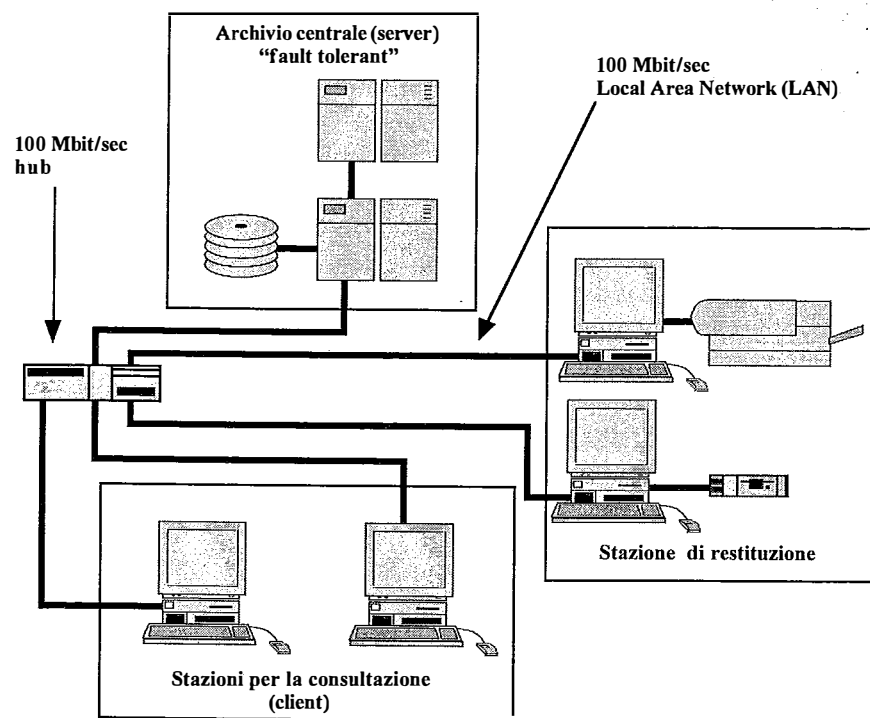 Archivio centrale (server)
“fault tolerant”
100 Mbit/sec
Local Area Network (LAN)
100 Mbit/sec
hub
Stazione di restituzione
Stazioni per la consultazione
(client)